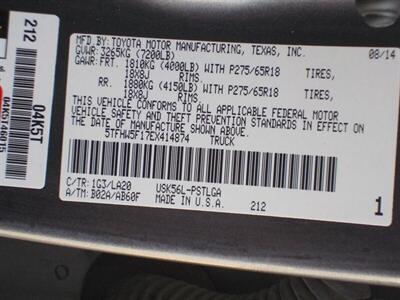 212
04K5T
MFD. BY: TOYOTA MOTOR MANUFACTURING, TEXAS, INC. 08/14
GVWR: 3265KG (7200LB)
GAWR: FRT. 1810KG (4000LB) WITH P275/65R18 TIRES,
18X8J RIMS.
RR. 1880KG (4150LB) WITH P275/65R18 TIRES,
18X8J RIMS.
THIS VEHICLE CONFORMS TO ALL APPLICABLE FEDERAL MOTOR
VEHICLE SAFETY AND THEFT PREVENTION STANDARDS IN EFFECT
ON THE DATE OF MANUFACTURE SHOWN ABOVE.
5TFHW5F17EX414874 TRUCK
C/TR: 1G3/LA20 USK56L-PSTLGA
A/TM: B02A/AB60F MADE IN U.S.A. 212 1